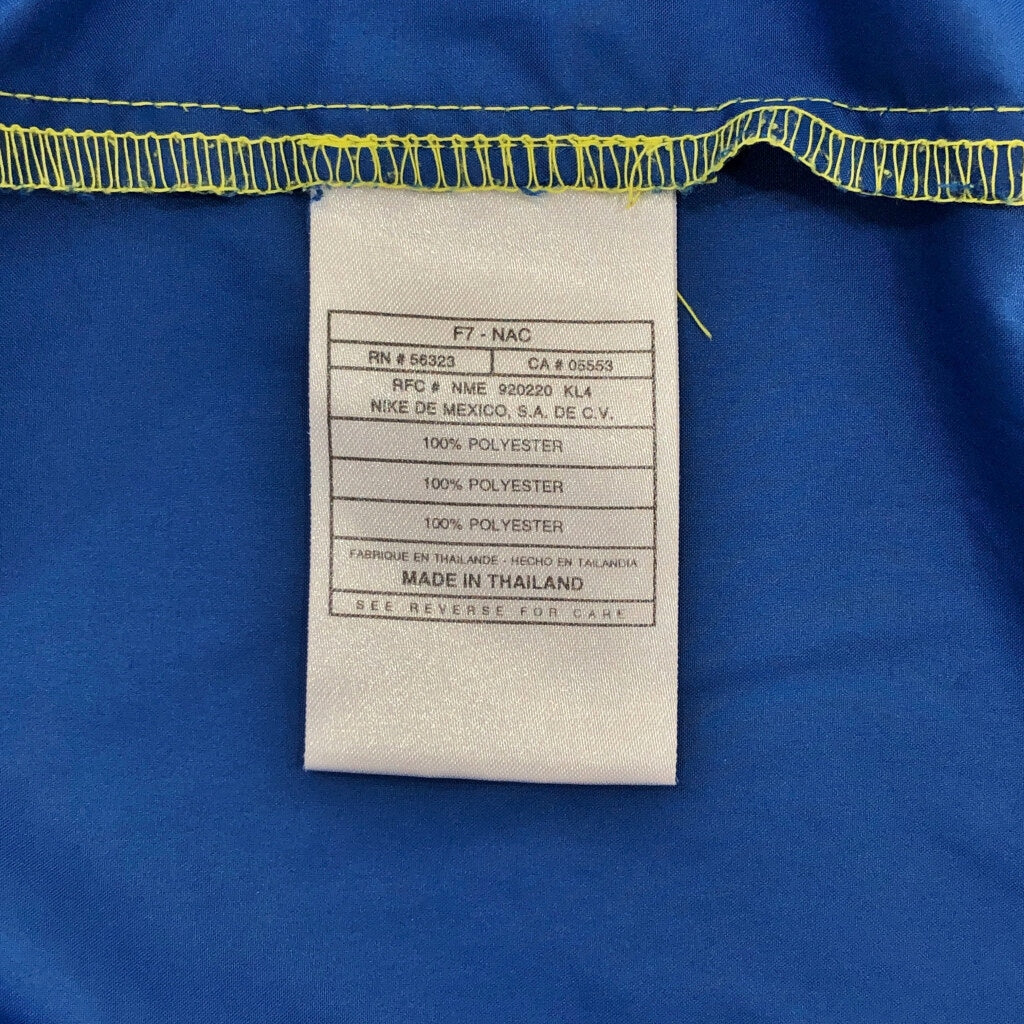 F7 - NAC
RN # 56323 CA # 05553
RFC # NME 920220 KL4
NIKE DE MEXICO, S.A. DE C.V.
100% POLYESTER
100% POLYESTER
100% POLYESTER
FABRIQUE EN THAILANDE - HECHO EN TAILANDIA
MADE IN THAILAND
SEE REVERSE FOR CARE